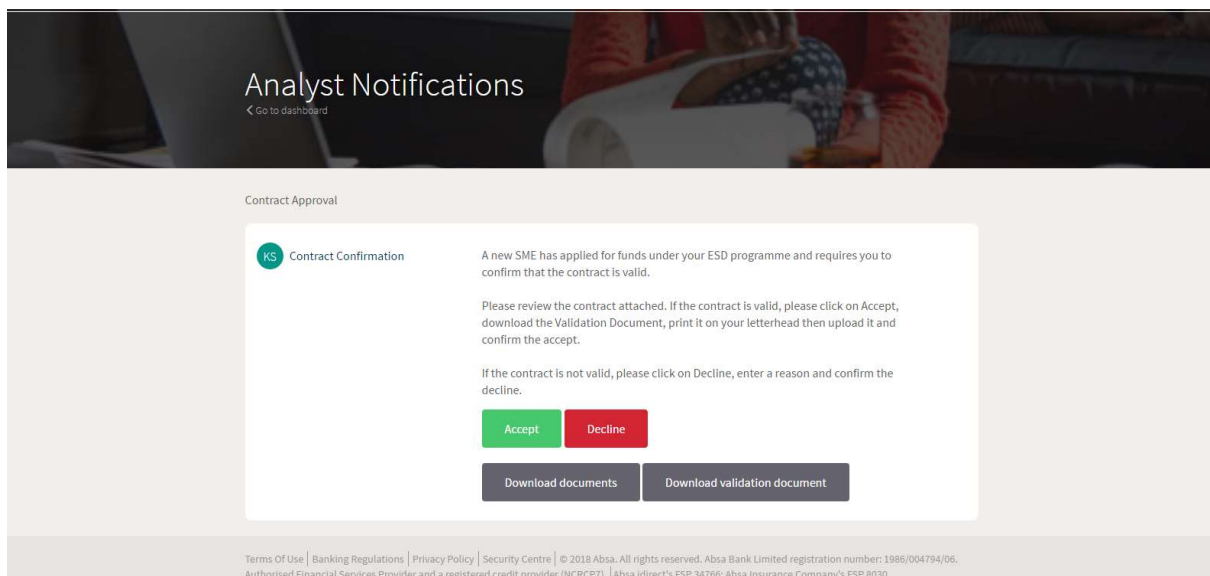 Analyst Notifications
Go to dashboard
Contract Approval
KS Contract Confirmation
A new SME has applied for funds under your ESD programme and requires you to
confirm that the contract is valid.
Please review the contract attached. If the contract is valid, please click on Accept,
download the Validation Document, print it on your letterhead then upload it and
confirm the accept.
If the contract is not valid, please click on Decline, enter a reason and confirm the
decline.
Accept Decline
Download documents Download validation document
Terms Of Use | Banking Regulations | Privacy Policy | Security Centre | © 2018 Absa. All rights reserved. Absa Bank Limited registration number: 1986/004794/06.
Authorised Financial Services Provider and a registered credit provider (NCRCP7). | Absa idirect's FSP 34766; Absa Insurance Company's FSP 8030